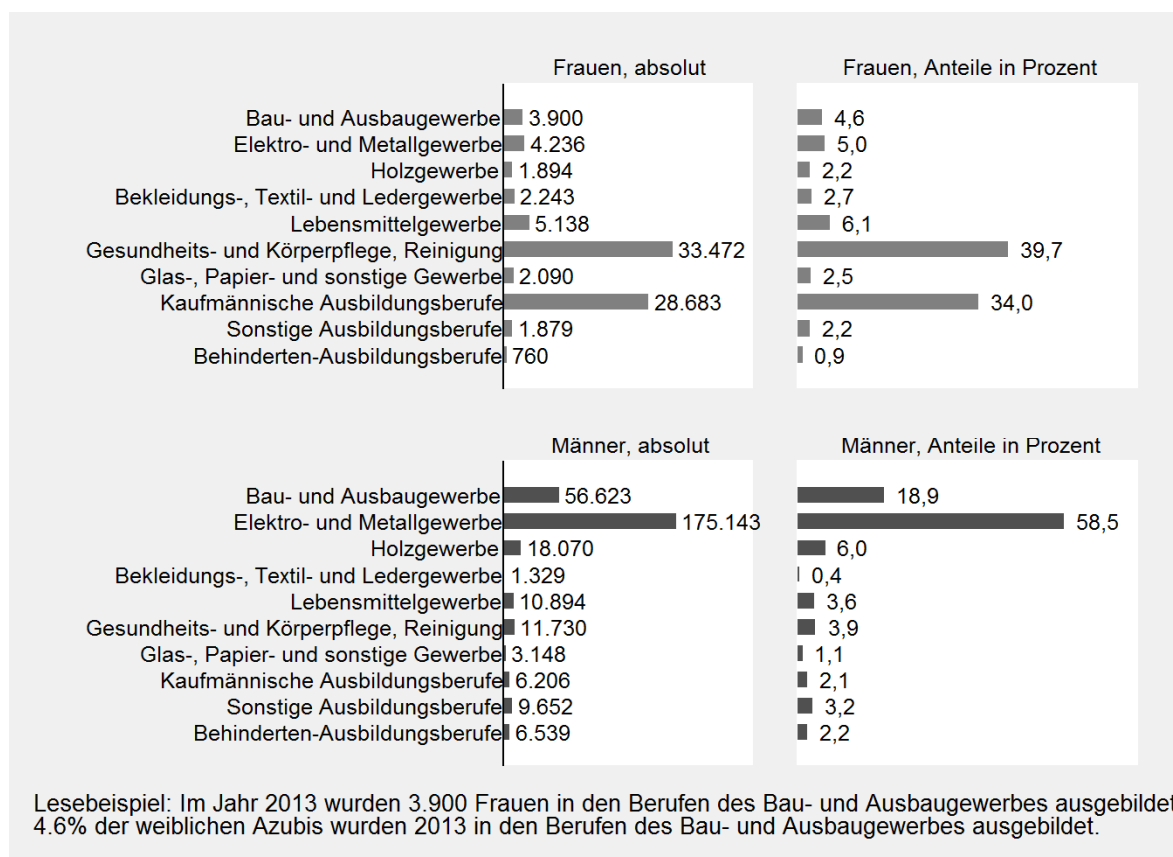 Frauen, absolut Frauen, Anteile in Prozent
Bau- und Ausbaugewerbe 3.900 4,6
Elektro- und Metallgewerbe 4.236 5,0
Holzgewerbe 1.894 2,2
Bekleidungs-, Textil- und Ledergewerbe 2.243 2,7
Lebensmittelgewerbe 5.138 6,1
Gesundheits- und Körperpflege, Reinigung 33.472 39,7
Glas-, Papier- und sonstige Gewerbe 2.090 2,5
Kaufmännische Ausbildungsberufe 28.683 34,0
Sonstige Ausbildungsberufe 1.879 2,2
Behinderten-Ausbildungsberufe 760 0,9
Männer, absolut Männer, Anteile in Prozent
Bau- und Ausbaugewerbe 56.623 18,9
Elektro- und Metallgewerbe 175.143 58,5
Holzgewerbe 18.070 6,0
Bekleidungs-, Textil- und Ledergewerbe 1.329 0,4
Lebensmittelgewerbe 10.894 3,6
Gesundheits- und Körperpflege, Reinigung 11.730 3,9
Glas-, Papier- und sonstige Gewerbe 3.148 1,1
Kaufmännische Ausbildungsberufe 6.206 2,1
Sonstige Ausbildungsberufe 9.652 3,2
Behinderten-Ausbildungsberufe 6.539 2,2
Lesebeispiel: Im Jahr 2013 wurden 3.900 Frauen in den Berufen des Bau- und Ausbaugewerbes ausgebildet
4.6% der weiblichen Azubis wurden 2013 in den Berufen des Bau- und Ausbaugewerbes ausgebildet.